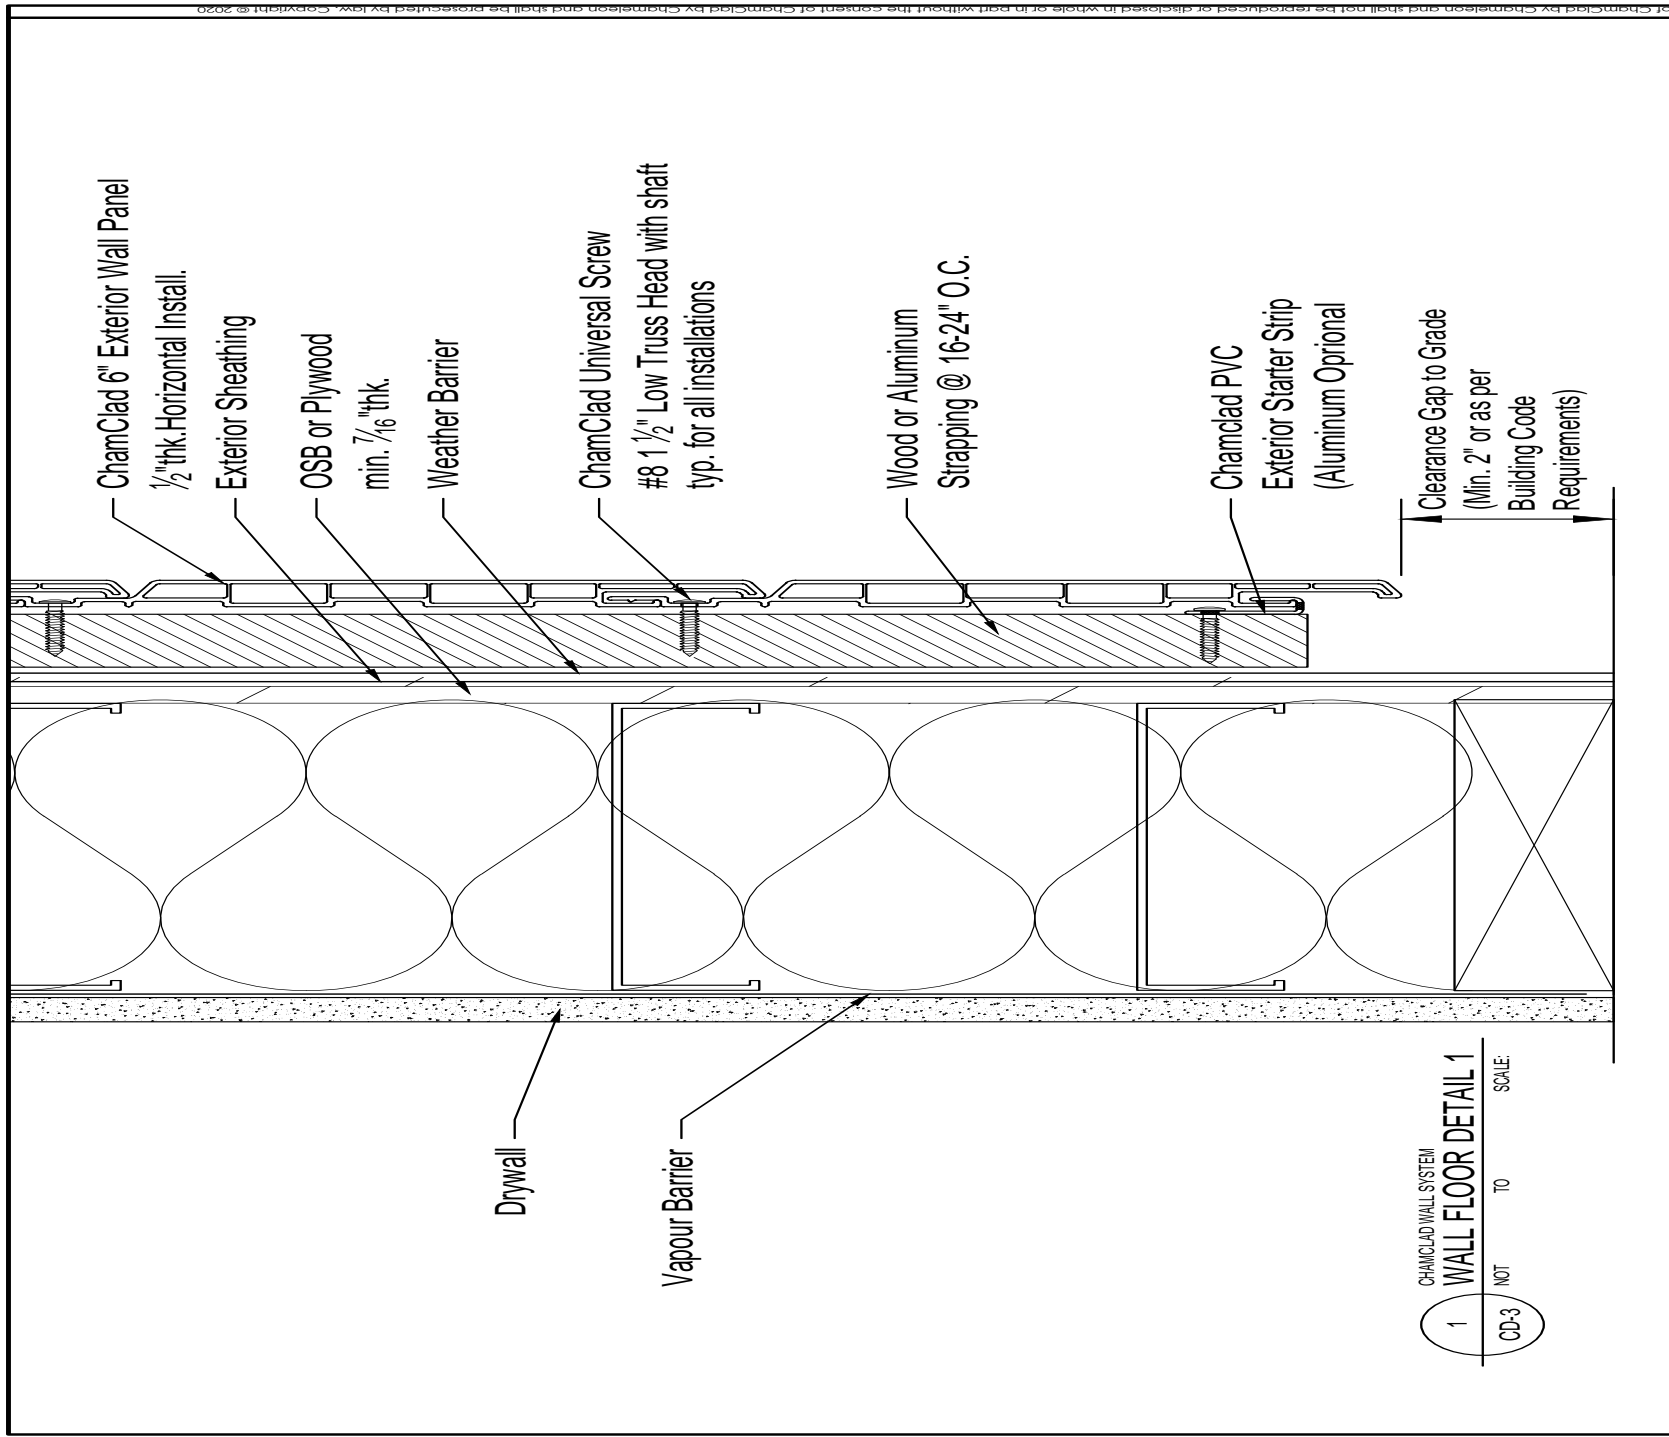 of ChamClad by Chameleon and shall not be reproduced or disclosed in whole or in part without the consent of ChamClad by Chameleon and shall be prosecuted by law. Copyright © 2020
ChamClad 6" Exterior Wall Panel
½"thk.Horizontal Install.
Exterior Sheathing
OSB or Plywood
min. 7/16"thk.
Weather Barrier
ChamClad Universal Screw
#8 1 ½" Low Truss Head with shaft
typ. for all installations
Wood or Aluminum
Strapping @ 16-24" O.C.
Chamclad PVC
Exterior Starter Strip
(Aluminum Oprional
Clearance Gap to Grade
(Min. 2" or as per
Building Code
Requirements)
Drywall
Vapour Barrier
CHAMCLAD WALL SYSTEM
1 WALL FLOOR DETAIL 1
CD-3 NOT TO SCALE: